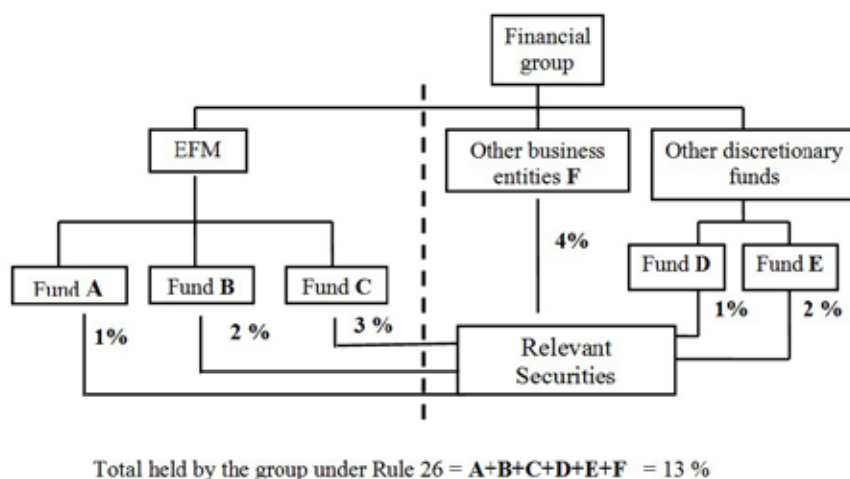 Financial
group
EFM
Other business
entities F
Other discretionary
funds
4%
Fund A
Fund B
Fund C
Fund D
Fund E
1%
2 %
3 %
1%
2 %
Relevant
Securities
Total held by the group under Rule 26 = A+B+C+D+E+F = 13 %